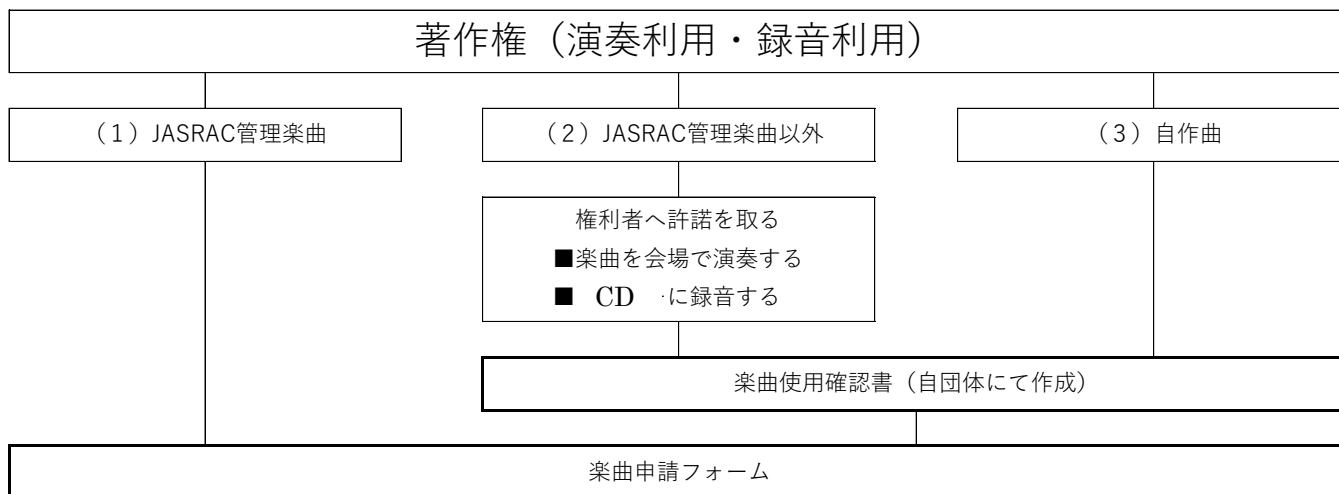 著作権（演奏利用・録音利用）
（１）JASRAC管理楽曲
（２）JASRAC管理楽曲以外
（３）自作曲
権利者へ許諾を取る
■楽曲を会場で演奏する
■ CD ·に録音する
楽曲使用確認書（自団体にて作成）
楽曲申請フォーム